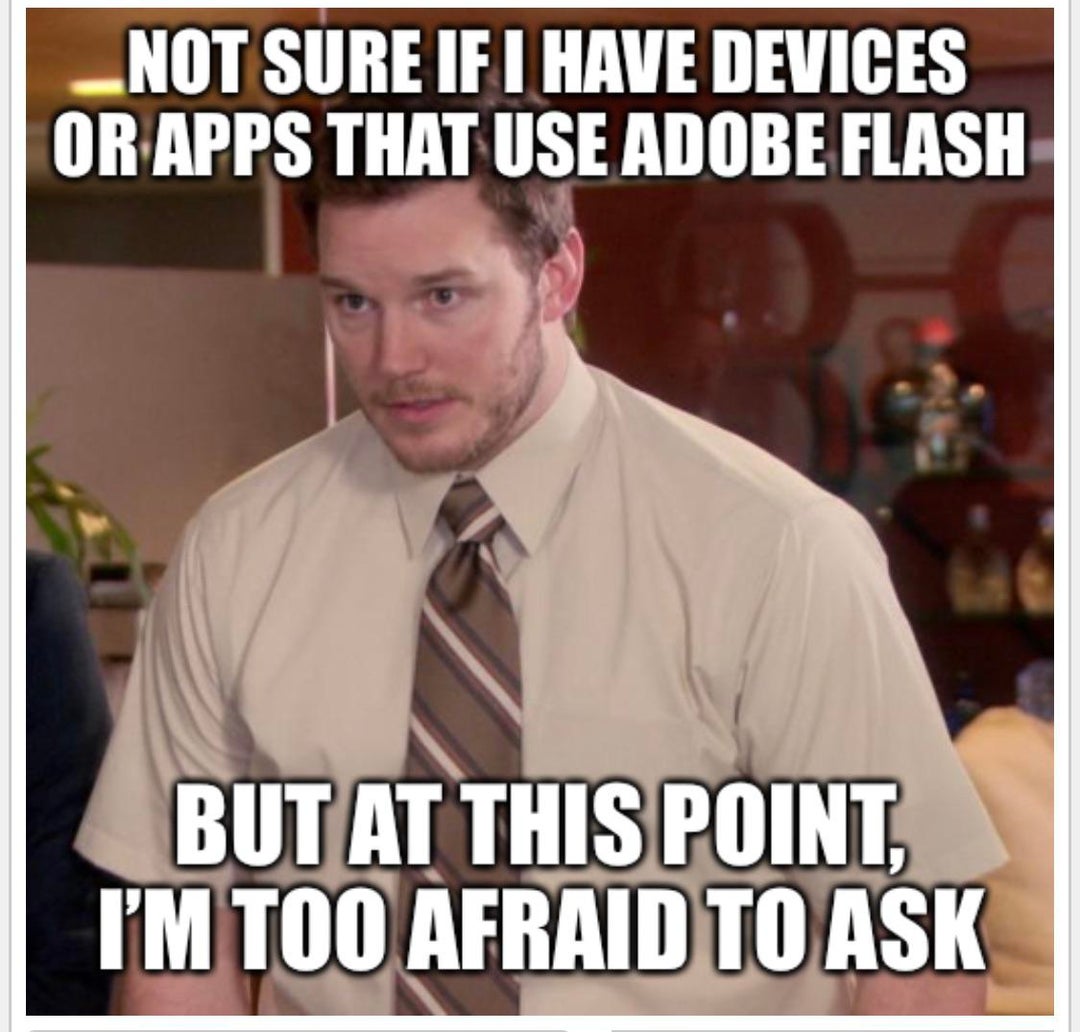 NOT SURE IF I HAVE DEVICES
OR APPS THAT USE ADOBE FLASH
BUT AT THIS POINT,
I'M TOO AFRAID TO ASK